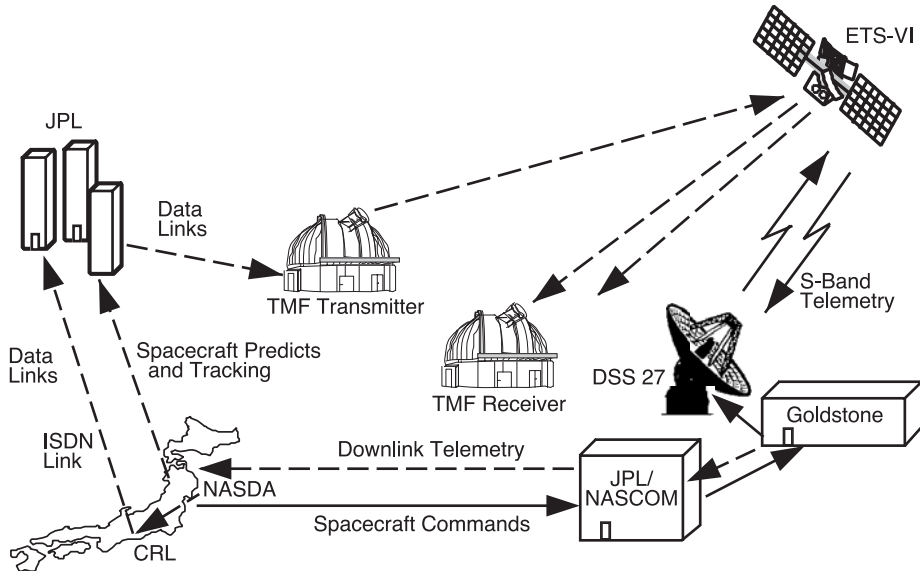 ETS-VI
JPL
Data
Links
TMF Transmitter
S-Band
Telemetry
Data
Links
Spacecraft Predicts
and Tracking
DSS 27
TMF Receiver
Goldstone
ISDN
Link
Downlink Telemetry
JPL/
NASCOM
NASDA
Spacecraft Commands
CRL